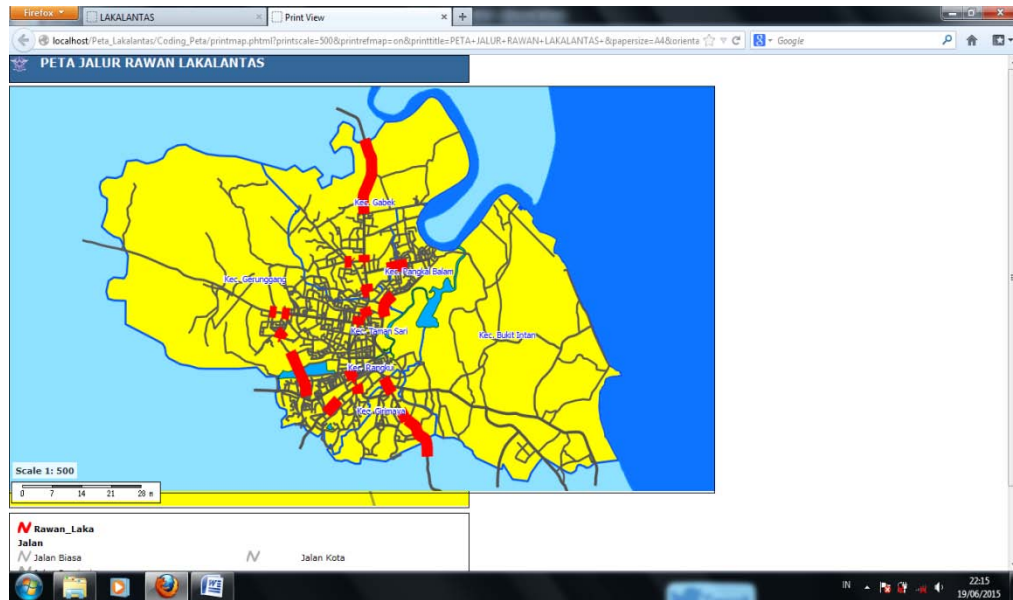 Firefox
LAKALANTAS
Print View
localhost/Peta_Lakalantas/Coding_Peta/printmap.phtml?printscale=500&printrefmap=on&printtitle=PETA+JALUR+RAWAN+LAKALANTAS+&papersize=A4&orienta
Google
PETA JALUR RAWAN LAKALANTAS
Kec. Gabek
Kec. Pangkal Balam
Kec. Gerunggang
Kec. Taman Sari
Kec. Bukit Intan
Kec. Rangkui
Kec. Girimaya
Scale 1: 500
0 7 14 21 28 m
Rawan_Laka
Jalan
Jalan Biasa
Jalan Kota
IN
22:15
19/06/2015